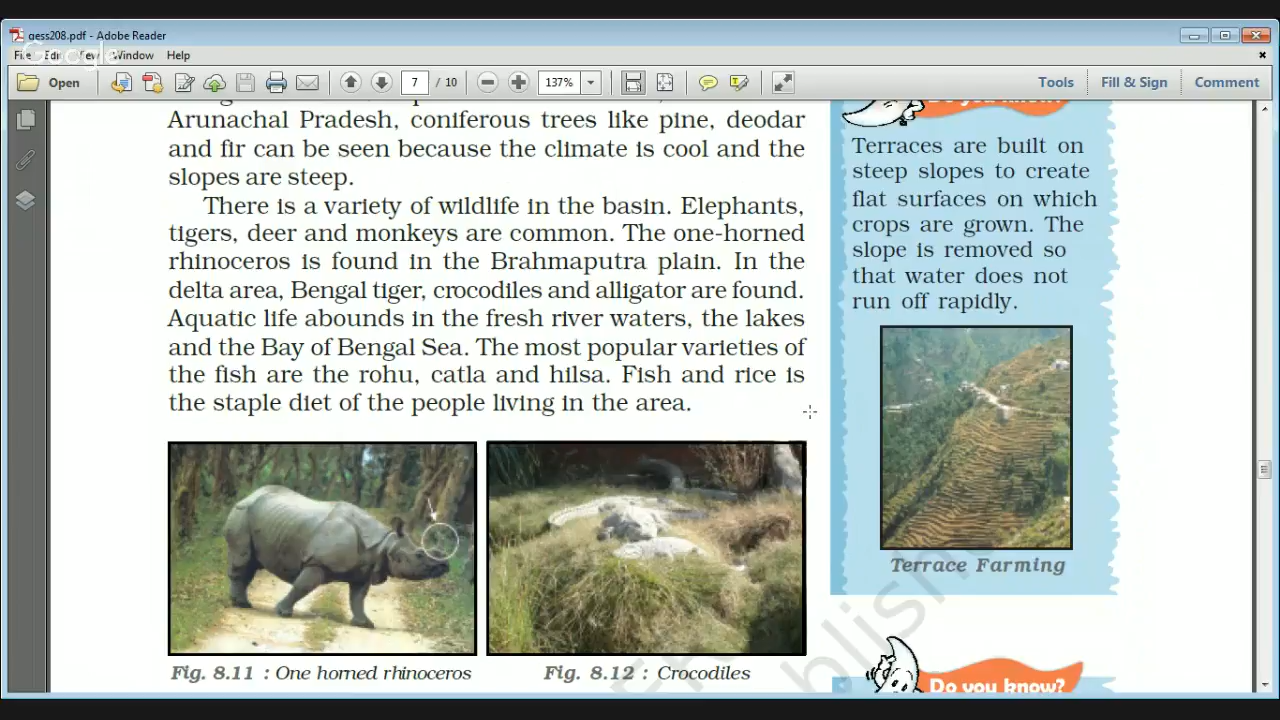 gess208.pdf - Adobe Reader
Google
File Edit View Window Help
Open 7 / 10 137% Tools Fill & Sign Comment
Arunachal Pradesh, coniferous trees like pine, deodar
and fir can be seen because the climate is cool and the
slopes are steep.
There is a variety of wildlife in the basin. Elephants,
tigers, deer and monkeys are common. The one-horned
rhinoceros is found in the Brahmaputra plain. In the
delta area, Bengal tiger, crocodiles and alligator are found.
Aquatic life abounds in the fresh river waters, the lakes
and the Bay of Bengal Sea. The most popular varieties of
the fish are the rohu, catla and hilsa. Fish and rice is
the staple diet of the people living in the area.
Fig. 8.11 : One horned rhinoceros
Fig. 8.12 : Crocodiles
Do you know?
Terraces are built on
steep slopes to create
flat surfaces on which
crops are grown. The
slope is removed so
that water does not
run off rapidly.
Terrace Farming
Do you know?